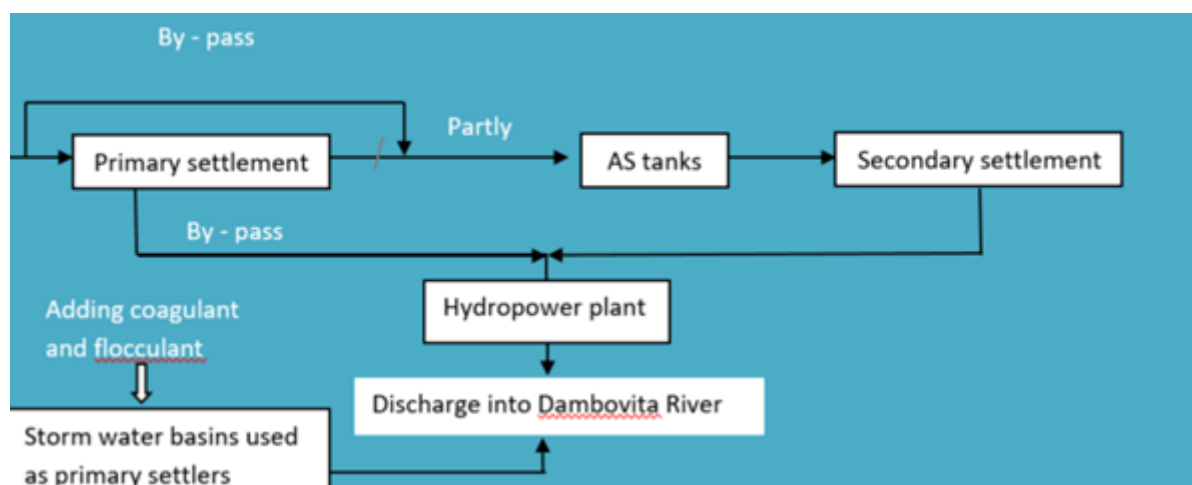 By - pass
Partly
Primary settlement
AS tanks
Secondary settlement
By - pass
Hydropower plant
Adding coagulant
and flocculant
Discharge into Dambovita River
Storm water basins used
as primary settlers